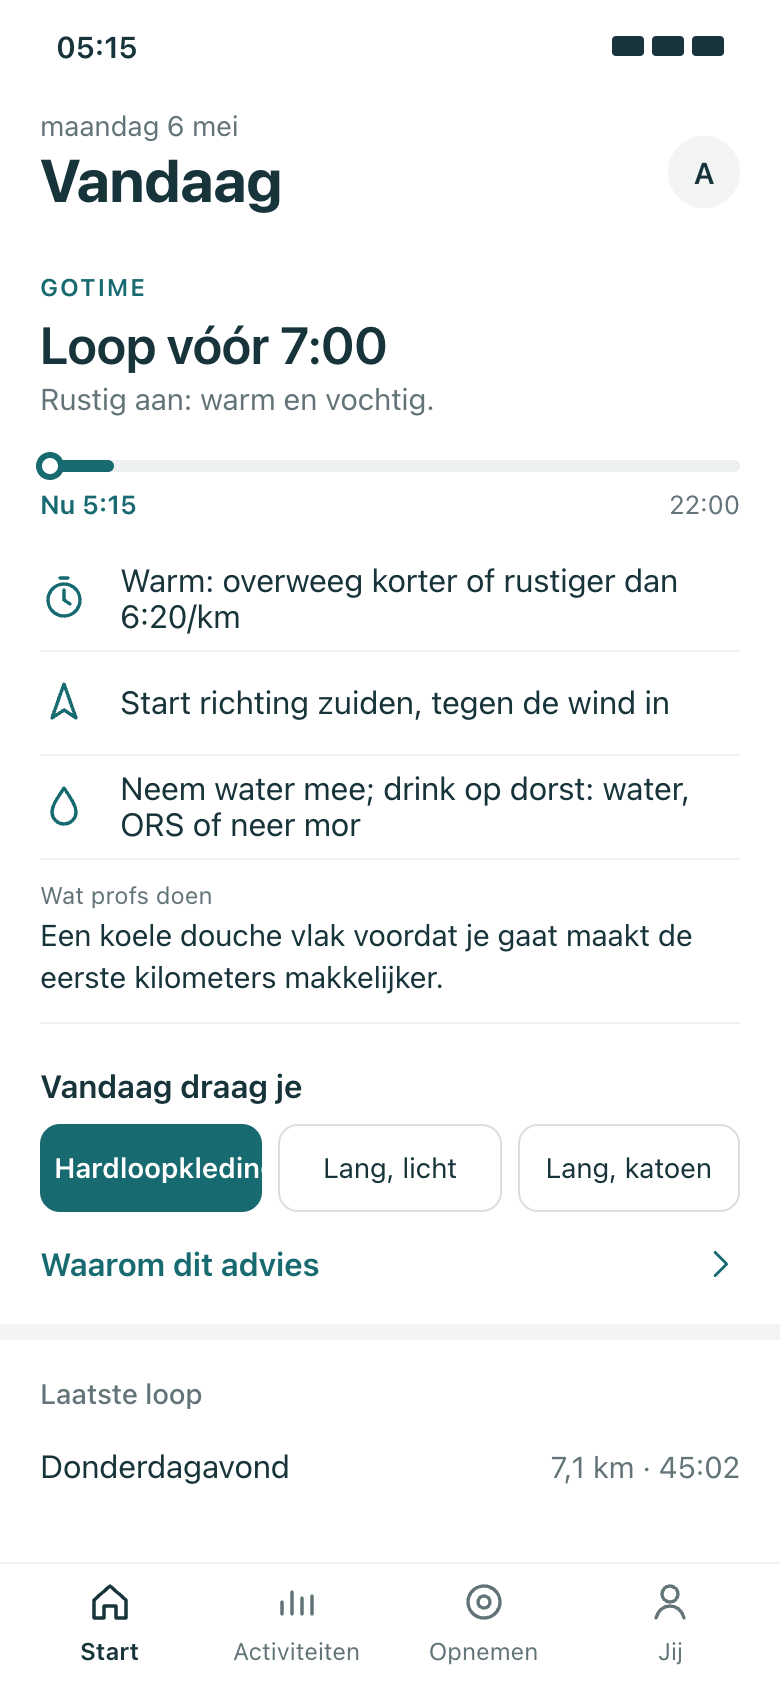 05:15
maandag 6 mei
Vandaag
A
GOTIME
Loop vóór 7:00
Rustig aan: warm en vochtig.
Nu 5:15
22:00
Warm: overweeg korter of rustiger dan
6:20/km
Start richting zuiden, tegen de wind in
Neem water mee; drink op dorst: water,
ORS of neer mor
Wat profs doen
Een koele douche vlak voordat je gaat maakt de
eerste kilometers makkelijker.
Vandaag draag je
Hardloopkledin
Lang, licht
Lang, katoen
Waarom dit advies
Laatste loop
Donderdagavond
7,1 km · 45:02
Start
Activiteiten
Opnemen
Jij